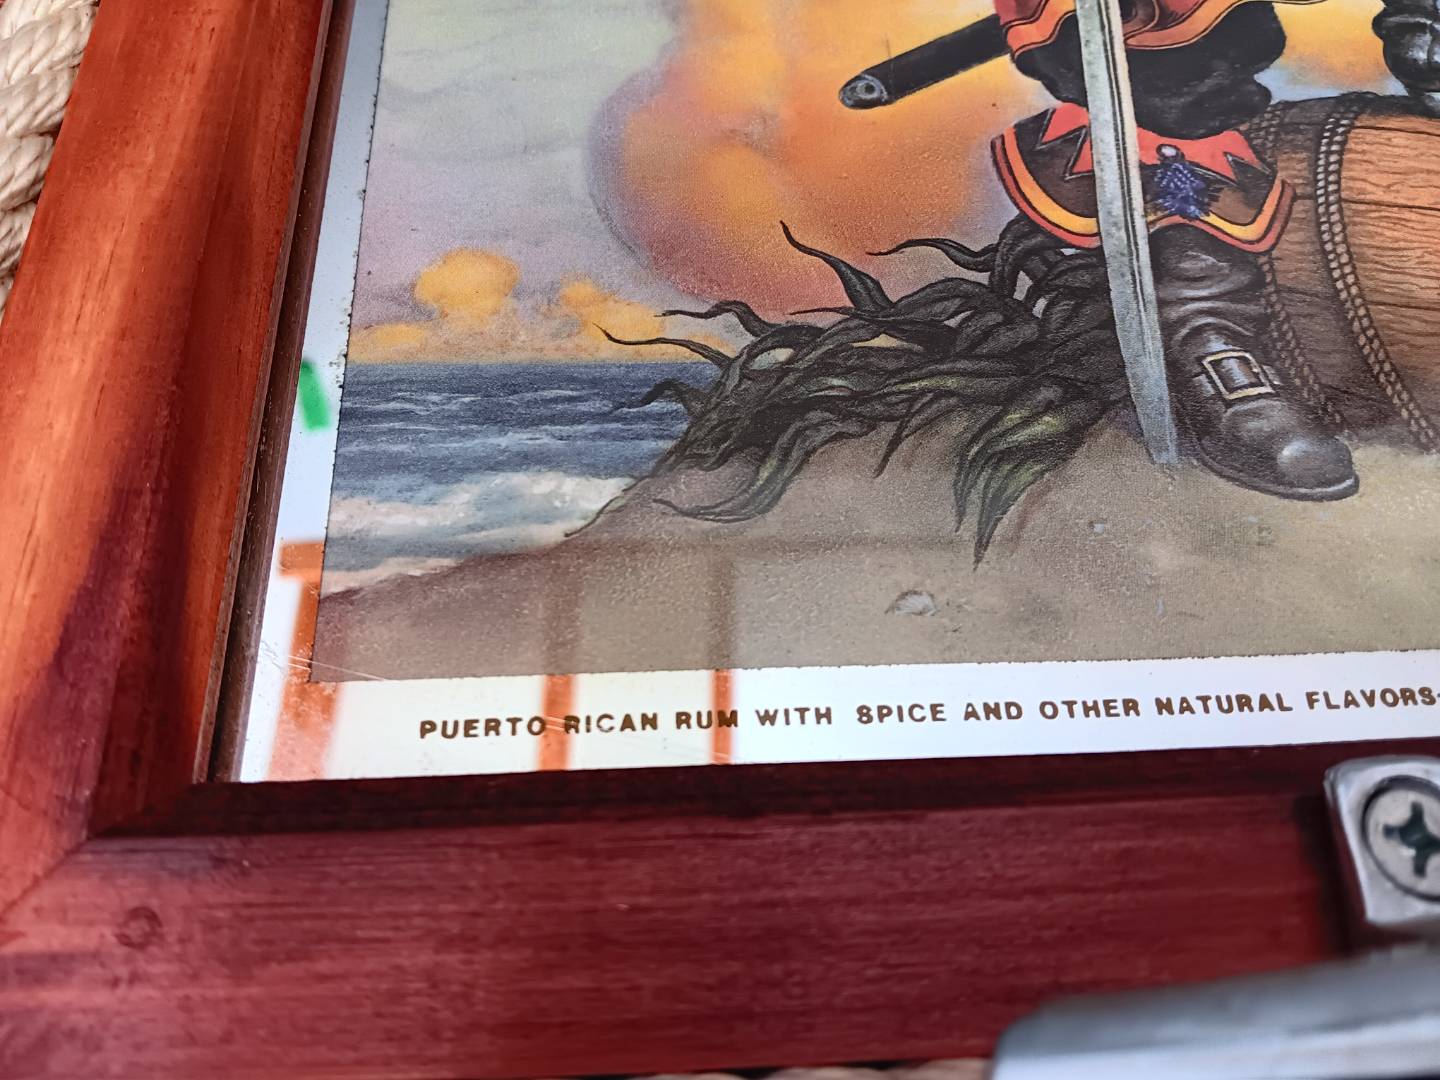 PUERTO RICAN RUM WITH SPICE AND OTHER NATURAL FLAVORS-